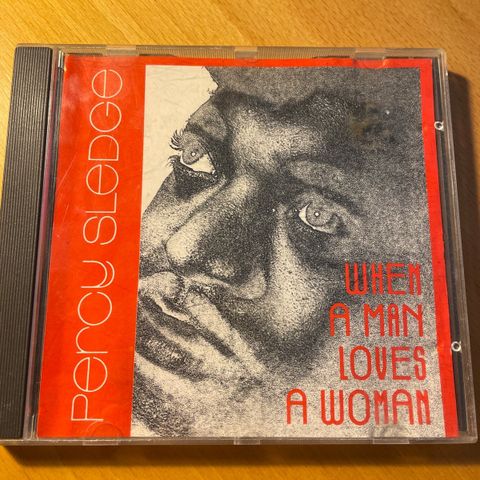 Percy Sledge
WHEN
A MAN
LOVES
A WOMAN